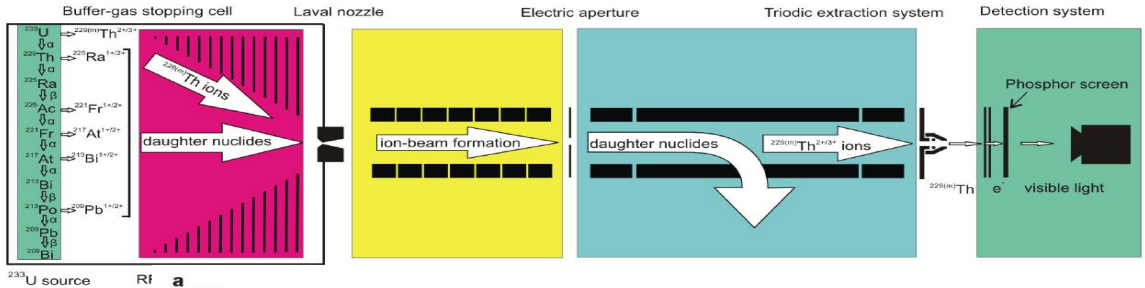 Buffer-gas stopping cell
Laval nozzle
Electric aperture
Triodic extraction system
Detection system
²³³U
²²⁹⁽ᵐ⁾Th²⁺/³⁺
α
²²⁹Th
²²⁵Ra¹⁺/²⁺
α
²²⁵Ra
β
²²⁵Ac
²²¹Fr¹⁺/²⁺
α
²²¹Fr
²¹⁷At¹⁺/²⁺
α
²¹⁷At
²¹³Bi¹⁺/²⁺
α
²¹³Bi
β
²¹³Po
²⁰⁹Pb¹⁺/²⁺
α
²⁰⁹Pb
β
²⁰⁹Bi
²²⁹⁽ᵐ⁾Th ions
daughter nuclides
ion-beam formation
daughter nuclides
²²⁹⁽ᵐ⁾Th²⁺/³⁺ ions
Phosphor screen
²²⁹⁽ᵐ⁾Th
e⁻
visible light
²³³U source
a